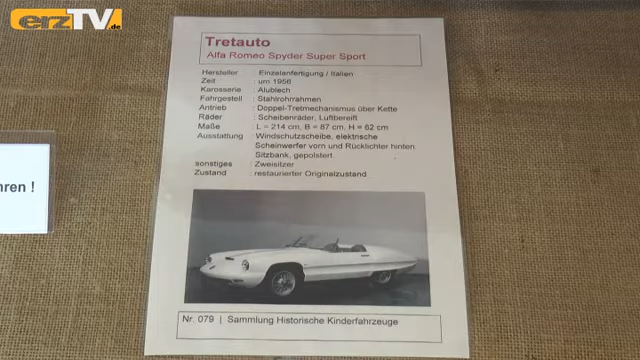 erzTV.de
Tretauto
Alfa Romeo Spyder Super Sport
Hersteller : Einzelanfertigung / Italien
Zeit : um 1956
Karosserie : Alublech
Fahrgestell : Stahlrohrrahmen
Antrieb : Doppel-Tretmechanismus über Kette
Räder : Scheibenräder, Luftbereift
Maße : L = 214 cm, B = 87 cm, H = 62 cm
Ausstattung : Windschutzscheibe, elektrische
Scheinwerfer vorn und Rücklichter hinten.
Sitzbank, gepolstert
sonstiges : Zweisitzer
Zustand : restaurierter Originalzustand
hren !
Nr. 079 | Sammlung Historische Kinderfahrzeuge